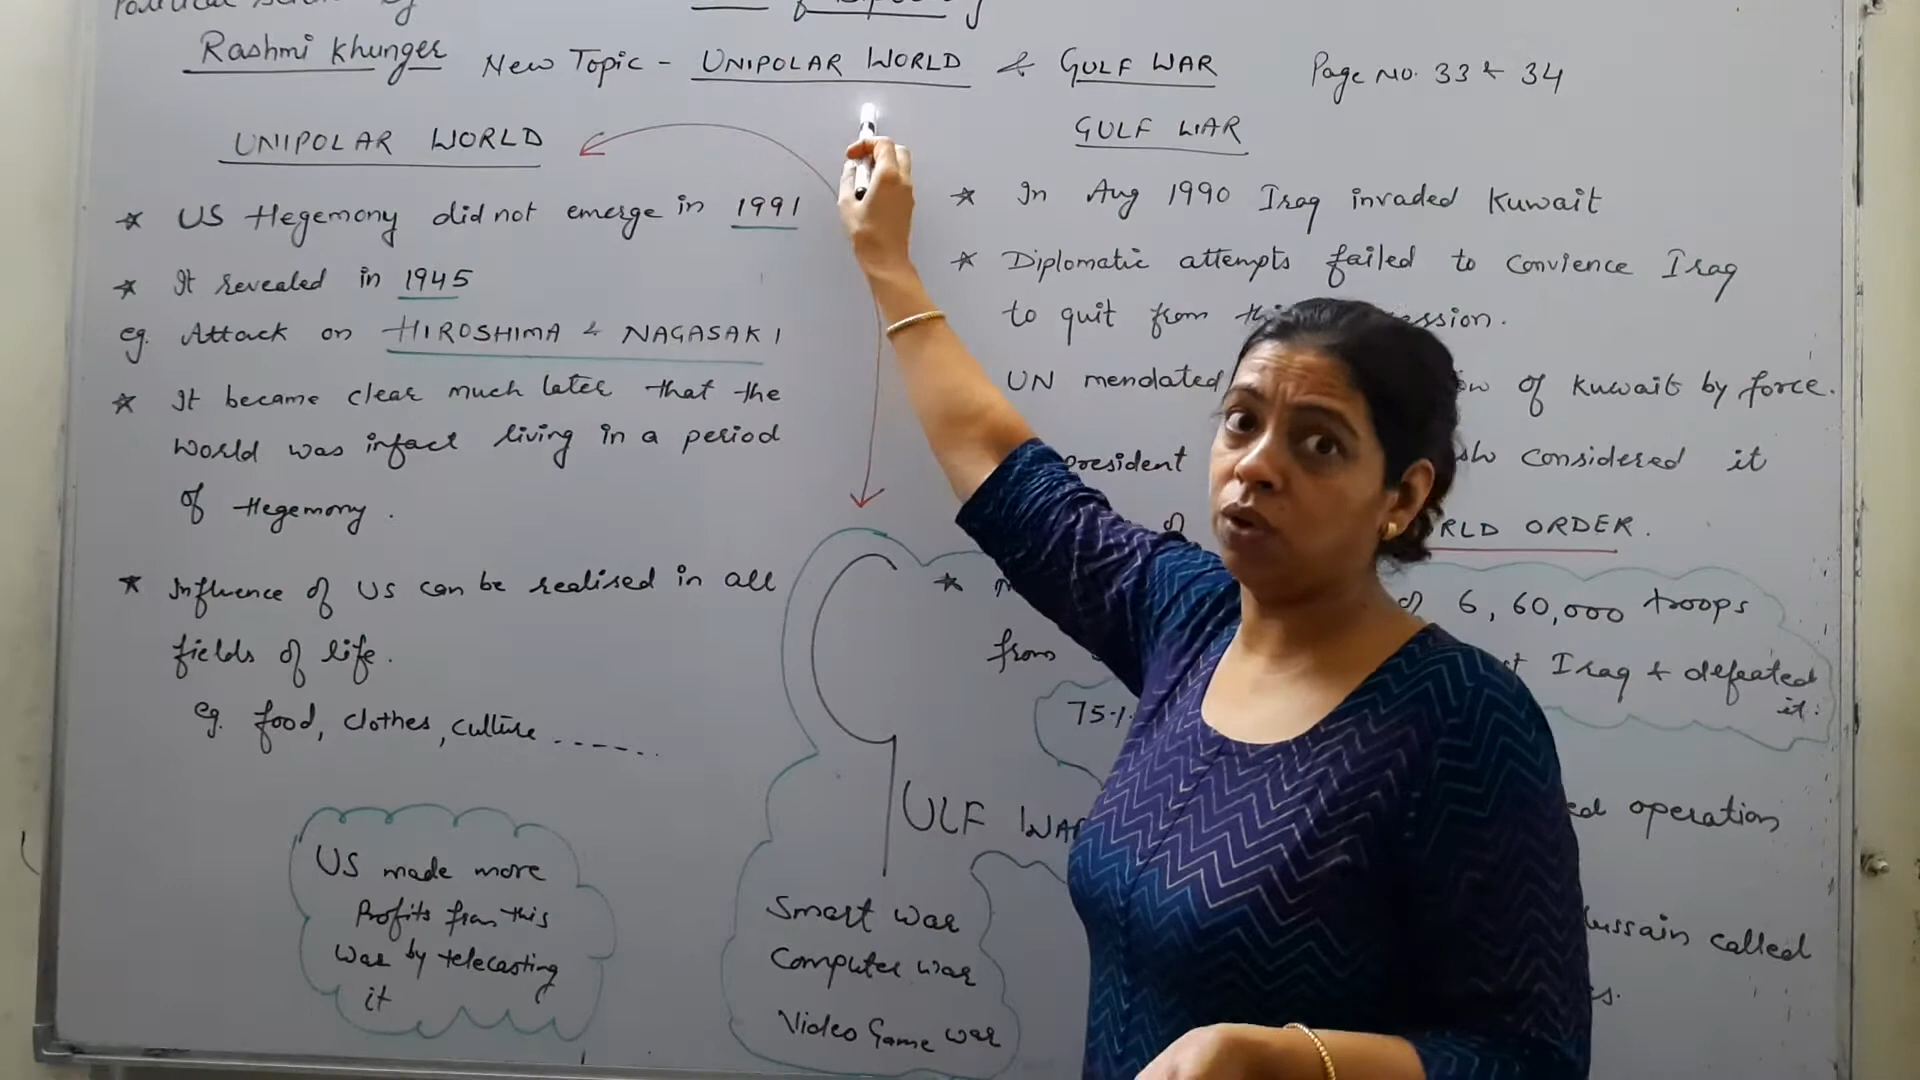 Political
Rashmi Khunger
New Topic - UNIPOLAR WORLD & GULF WAR
Page No. 33 & 34
UNIPOLAR WORLD
* US Hegemony did not emerge in 1991
* It revealed in 1945
eg. Attack on HIROSHIMA & NAGASAKI
* It became clear much later that the
World was infact living in a period
of Hegemony.
* Influence of US can be realised in all
fields of life.
eg. food, clothes, culture ------
US made more
Profits from this
War by telecasting
it
GULF WAR
Smart War
Computer War
Video Game War
GULF WAR
* In Aug 1990 Iraq invaded Kuwait
* Diplomatic attempts failed to convience Iraq
to quit from
UN mendated of Kuwait by force.
president considered it
ORDER.
* 6,60,000 troops
from Iraq & defeated
it.
75%
operation
called